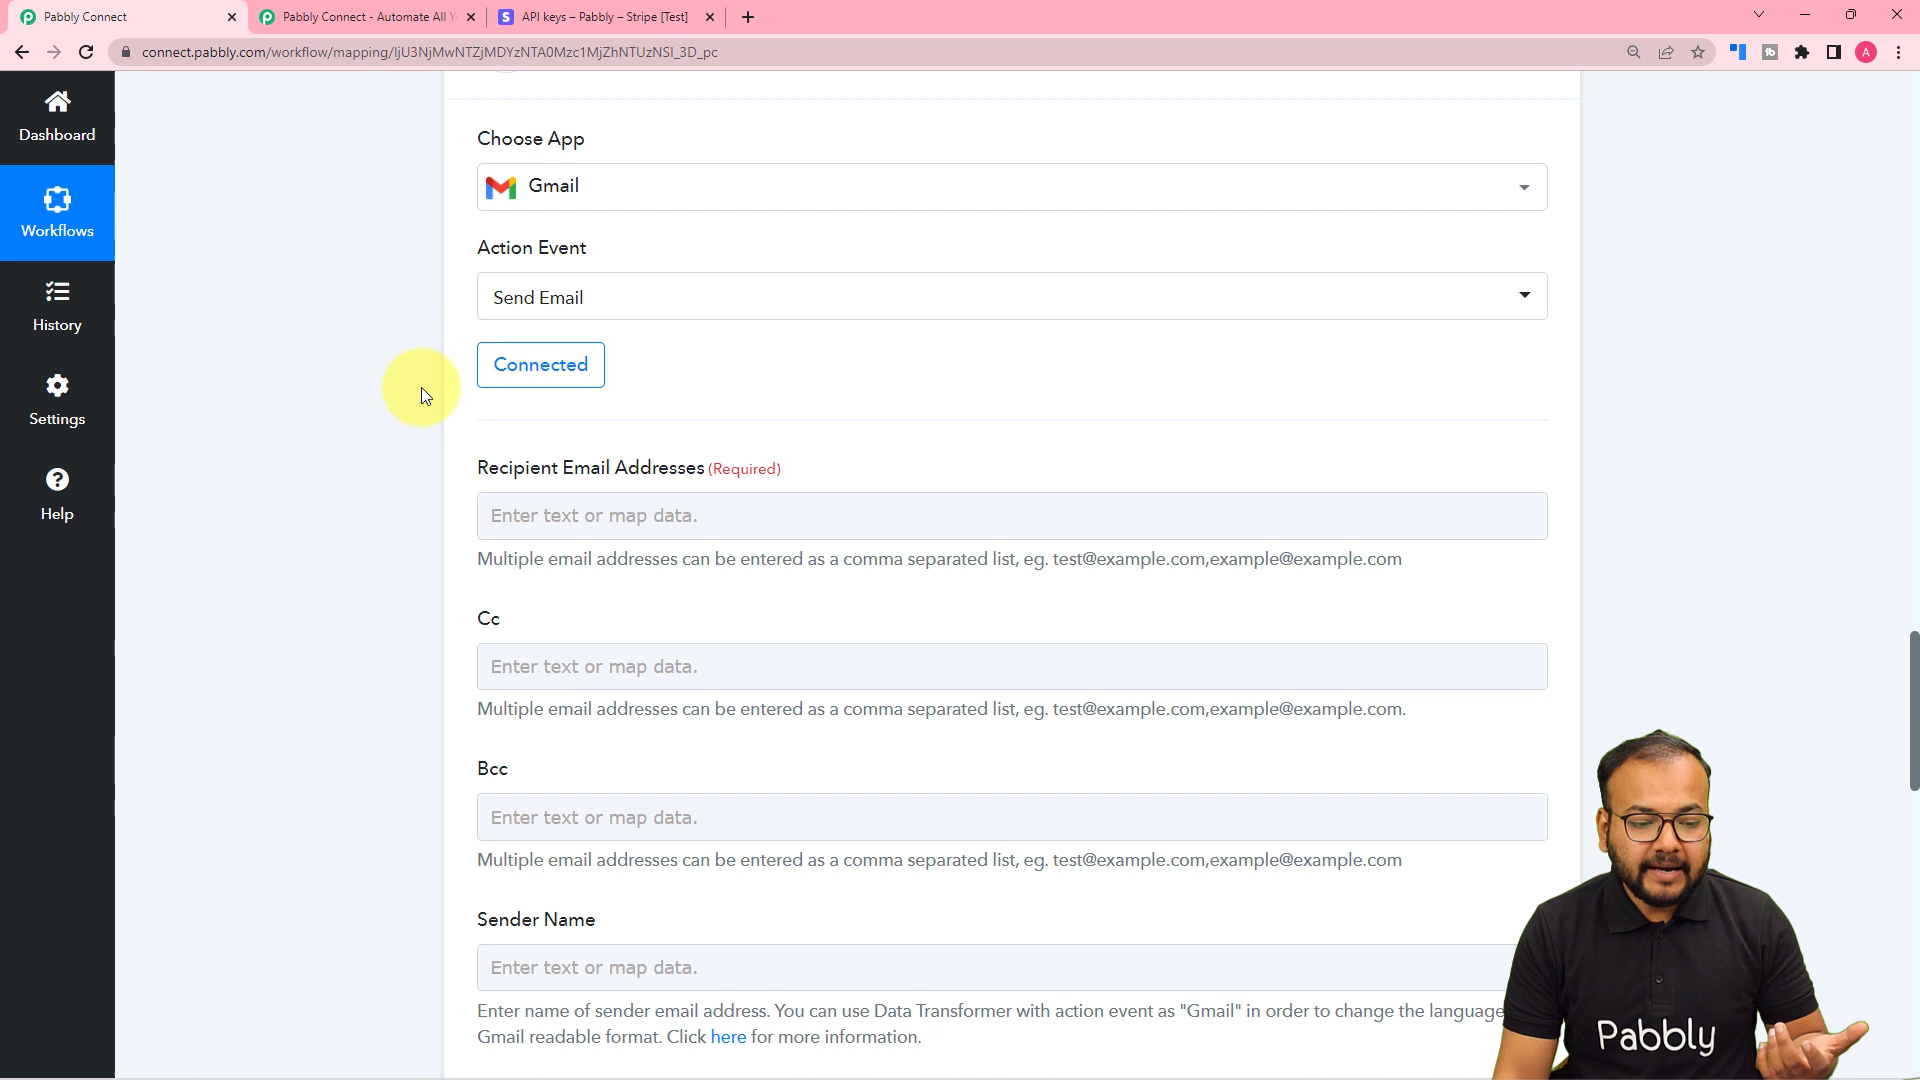 Pabbly Connect
Pabbly Connect - Automate All Y
API keys – Pabbly – Stripe [Test]
connect.pabbly.com/workflow/mapping/IjU3NjMwNTZjMDYzNTA0Mzc1MjZhNTUzNSI_3D_pc
A
Dashboard
Workflows
History
Settings
Help
Choose App
Gmail
Action Event
Send Email
Connected
Recipient Email Addresses (Required)
Enter text or map data.
Multiple email addresses can be entered as a comma separated list, eg. test@example.com,example@example.com
Cc
Enter text or map data.
Multiple email addresses can be entered as a comma separated list, eg. test@example.com,example@example.com.
Bcc
Enter text or map data.
Multiple email addresses can be entered as a comma separated list, eg. test@example.com,example@example.com
Sender Name
Enter text or map data.
Enter name of sender email address. You can use Data Transformer with action event as "Gmail" in order to change the language
Gmail readable format. Click here for more information.
Pabbly